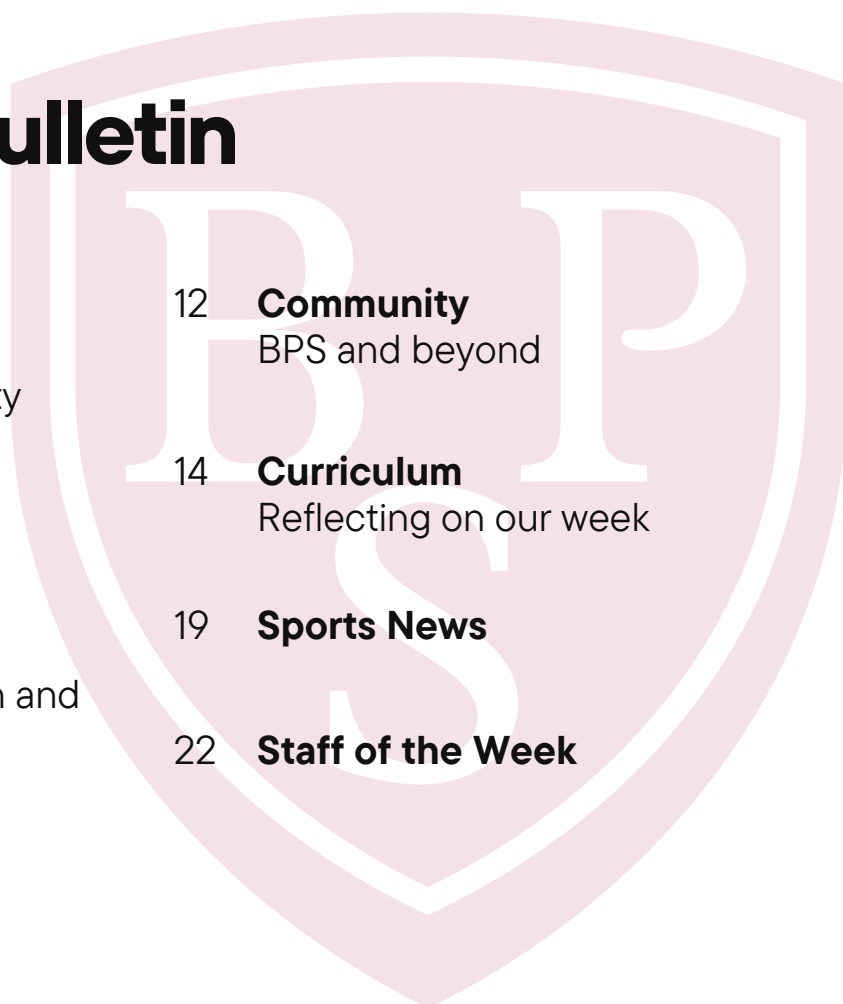 ulletin
12 Community
BPS and beyond
ty
14 Curriculum
Reflecting on our week
19 Sports News
n and
22 Staff of the Week
B P
S